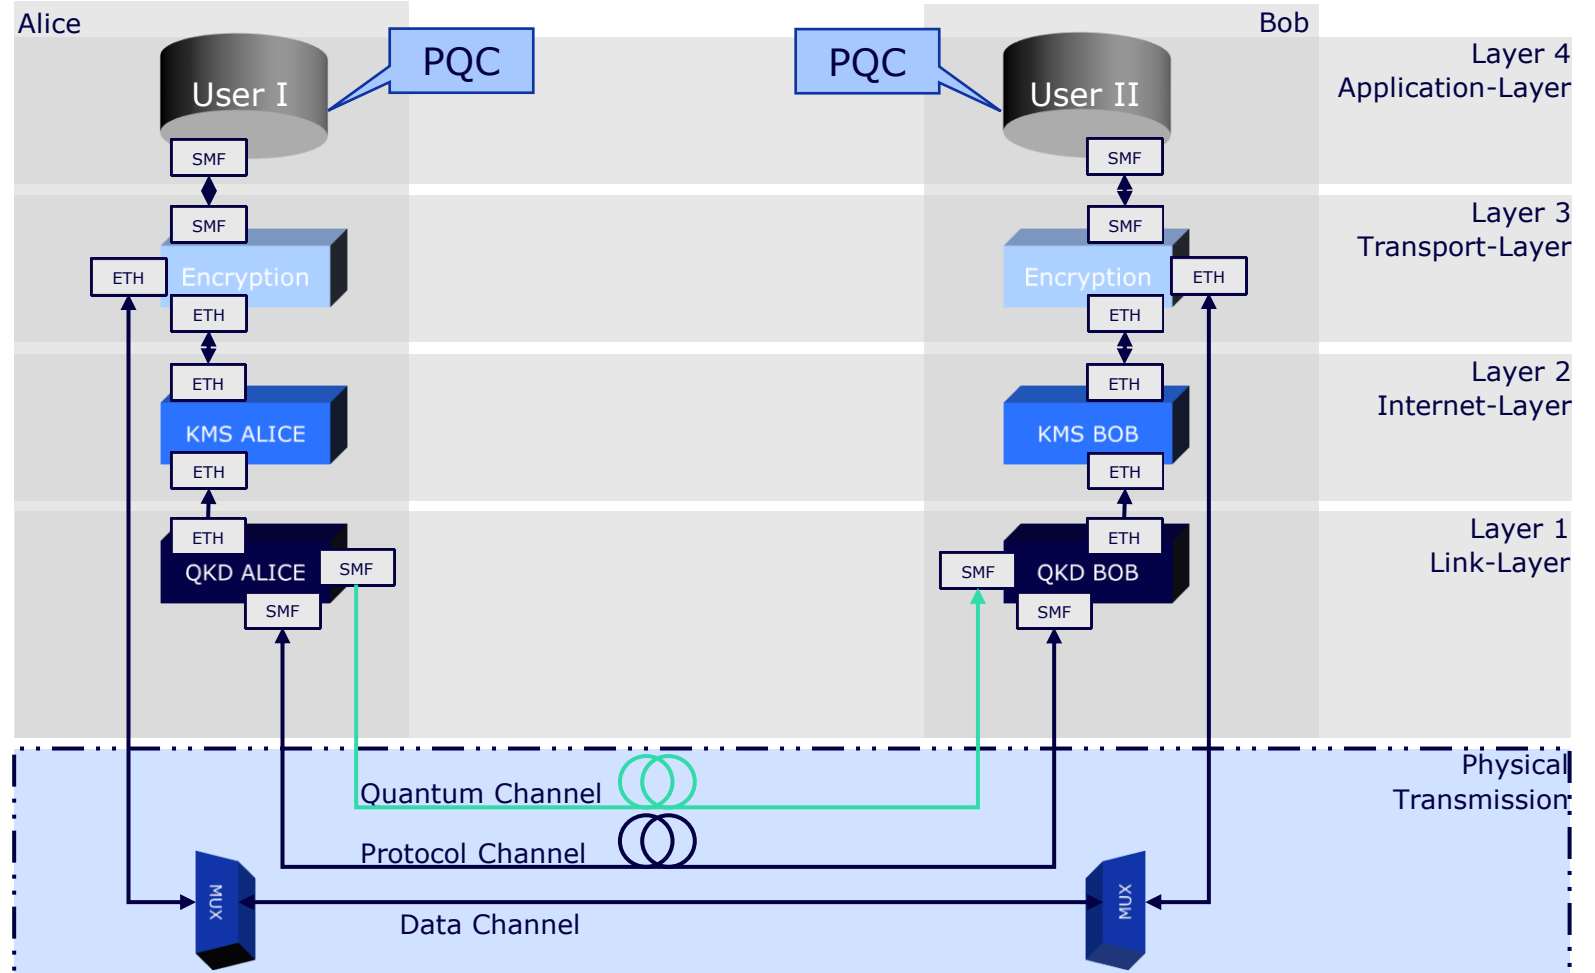 Alice
Bob
PQC
PQC
Layer 4
Application-Layer
User I
User II
SMF
SMF
SMF
SMF
Layer 3
Transport-Layer
ETH
Encryption
Encryption
ETH
ETH
ETH
ETH
ETH
Layer 2
Internet-Layer
KMS ALICE
KMS BOB
ETH
ETH
ETH
ETH
Layer 1
Link-Layer
QKD ALICE
SMF
SMF
QKD BOB
SMF
SMF
Physical
Transmission
Quantum Channel
Protocol Channel
MUX
MUX
Data Channel